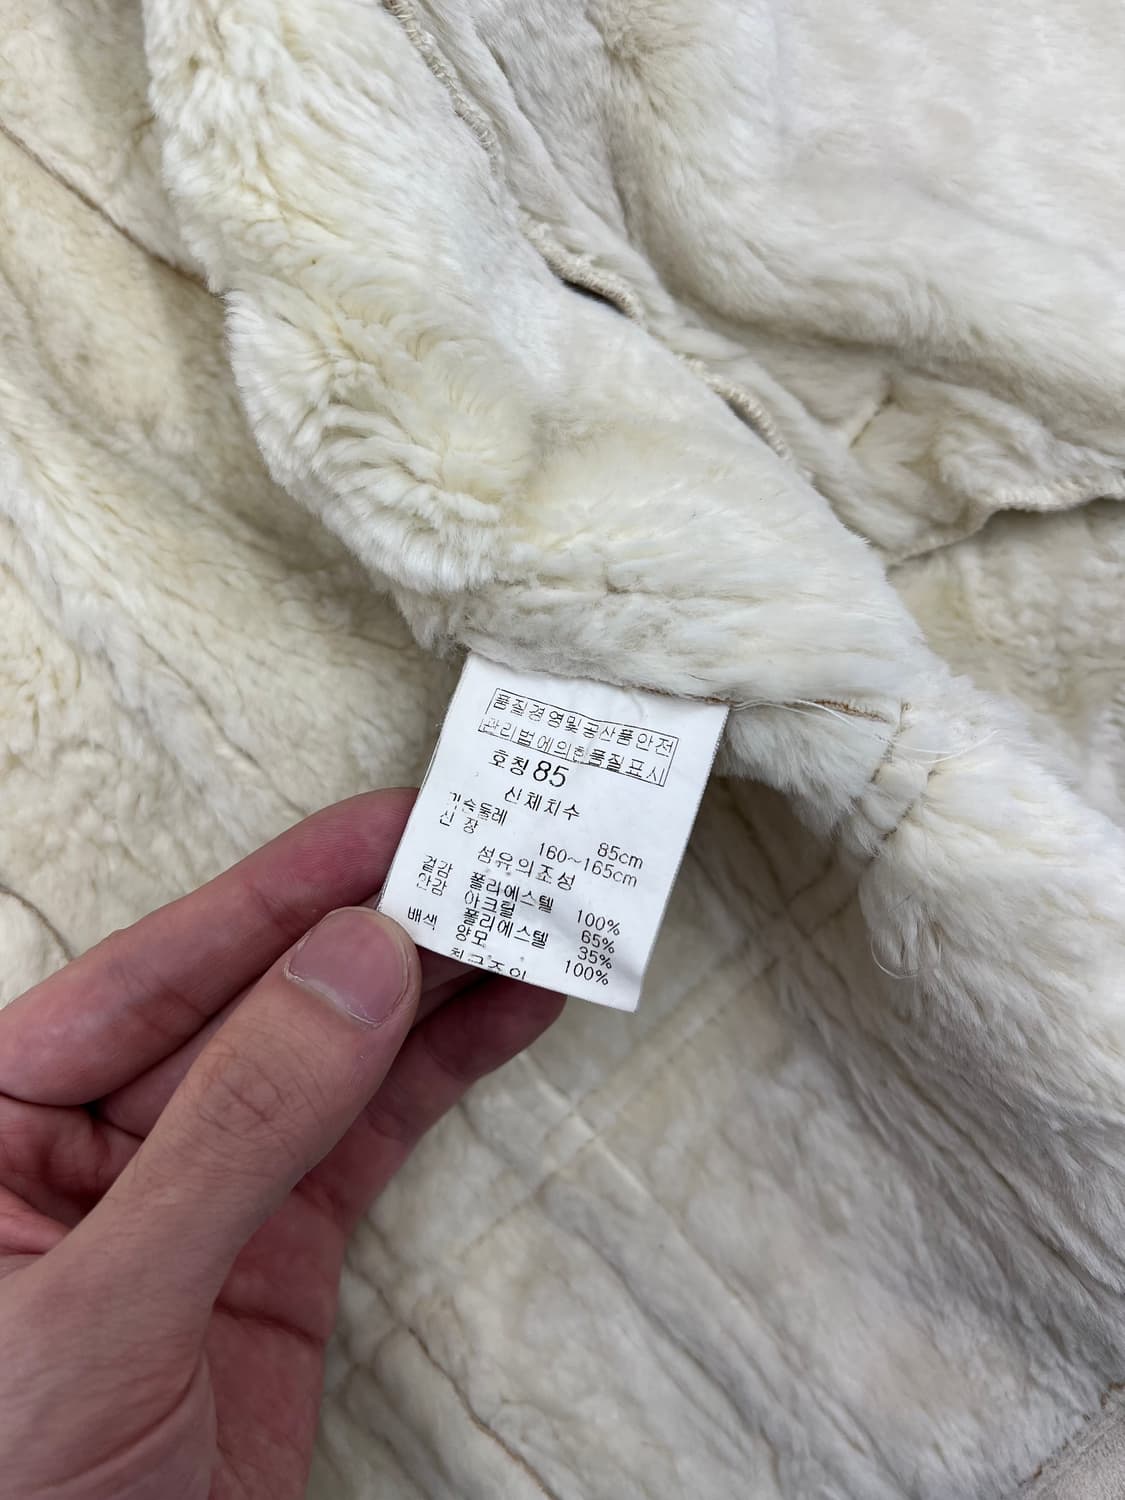 품질경영및공산품안전
관리법에의한품질표시
호칭 85
신체치수
가슴둘레 85cm
신 장 160~165cm
섬유의조성
겉감 폴리에스텔 100%
안감 아크릴 65%
폴리에스텔 35%
배색 양모 100%